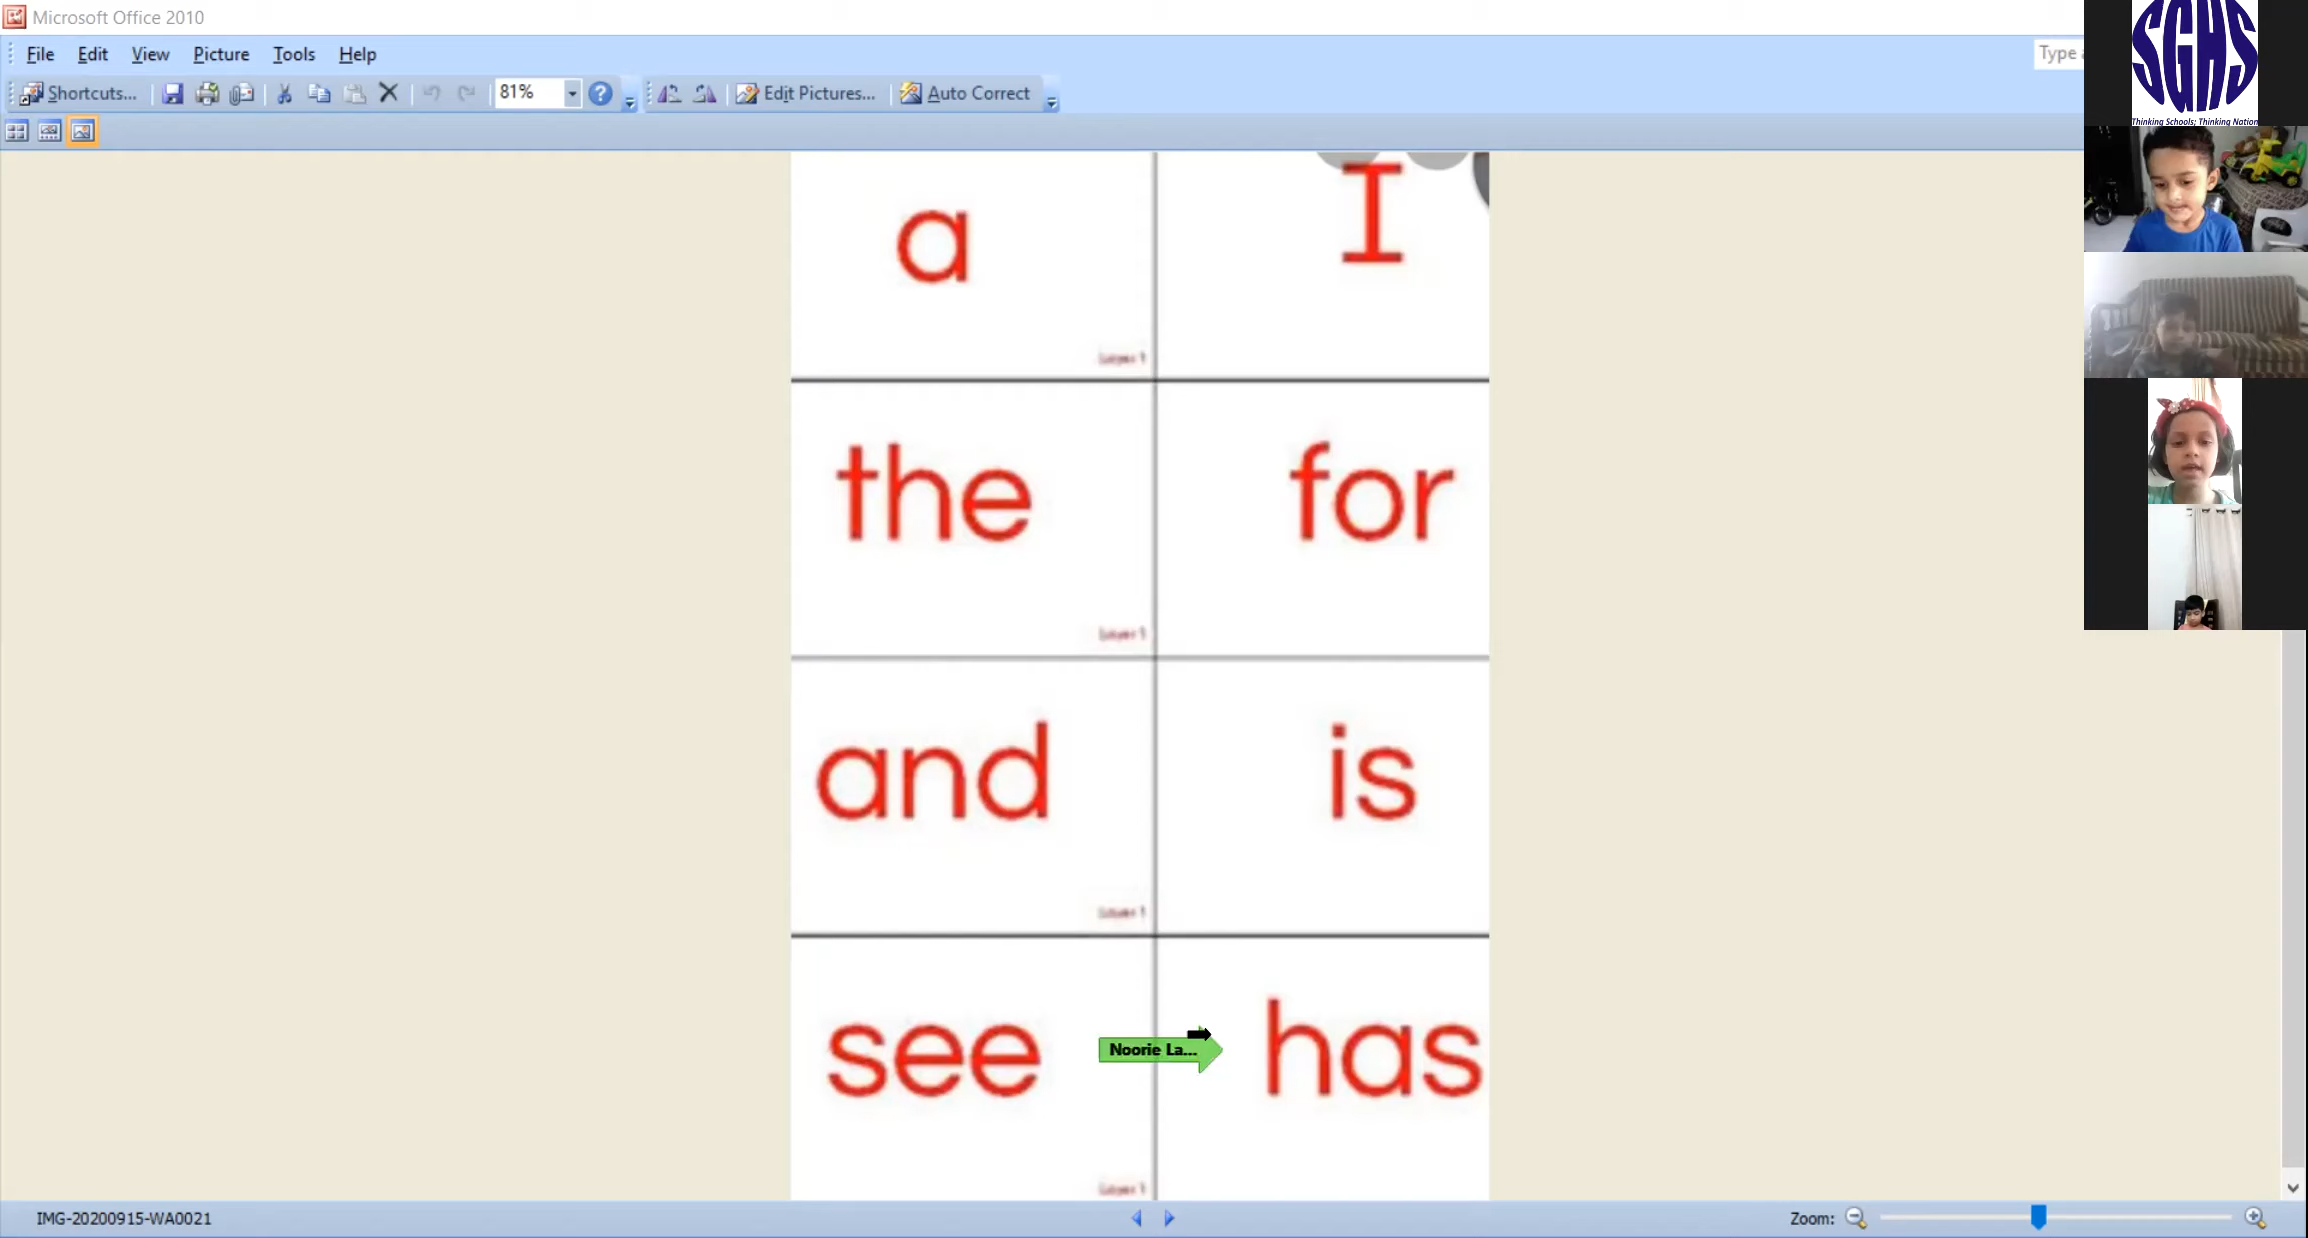 Microsoft Office 2010
File Edit View Picture Tools Help
Type a
Shortcuts... 81% Edit Pictures... Auto Correct
SGHS
Thinking Schools; Thinking Nation
a I
the for
and is
see has
Noorie La...
IMG-20200915-WA0021
Zoom: